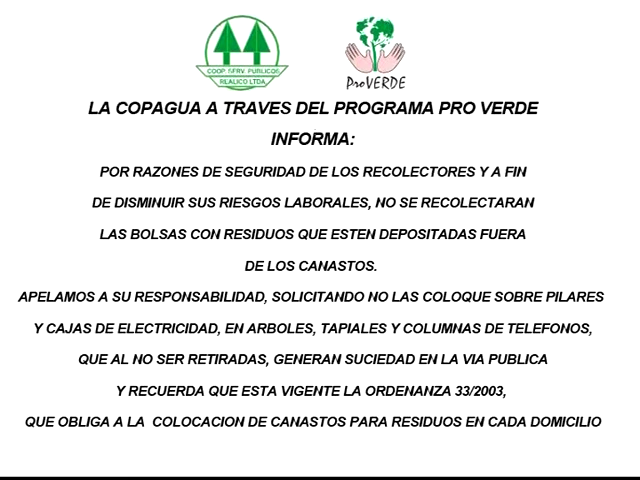 COOP. SERV. PUBLICOS
REALICO LTDA.
ProVERDE
LA COPAGUA A TRAVES DEL PROGRAMA PRO VERDE
INFORMA:
POR RAZONES DE SEGURIDAD DE LOS RECOLECTORES Y A FIN
DE DISMINUIR SUS RIESGOS LABORALES, NO SE RECOLECTARAN
LAS BOLSAS CON RESIDUOS QUE ESTEN DEPOSITADAS FUERA
DE LOS CANASTOS.
APELAMOS A SU RESPONSABILIDAD, SOLICITANDO NO LAS COLOQUE SOBRE PILARES
Y CAJAS DE ELECTRICIDAD, EN ARBOLES, TAPIALES Y COLUMNAS DE TELEFONOS,
QUE AL NO SER RETIRADAS, GENERAN SUCIEDAD EN LA VIA PUBLICA
Y RECUERDA QUE ESTA VIGENTE LA ORDENANZA 33/2003,
QUE OBLIGA A LA COLOCACION DE CANASTOS PARA RESIDUOS EN CADA DOMICILIO